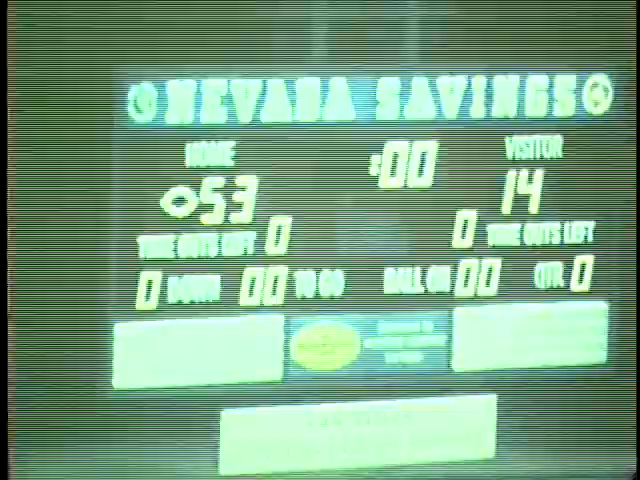 NEVADA SAVINGS
HOME :00 VISITOR
53 14
TIME OUTS LEFT 0 0 TIME OUTS LEFT
0 DOWN 00 TO GO BALL ON 00 QTR 0